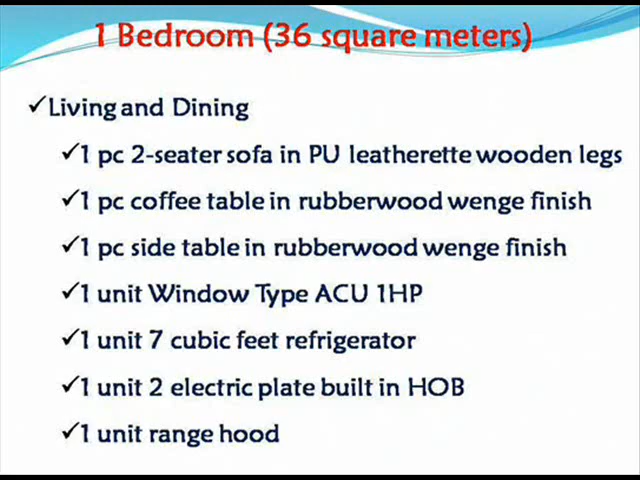 1 Bedroom (36 square meters)
✓Living and Dining
✓1 pc 2-seater sofa in PU leatherette wooden legs
✓1 pc coffee table in rubberwood wenge finish
✓1 pc side table in rubberwood wenge finish
✓1 unit Window Type ACU 1HP
✓1 unit 7 cubic feet refrigerator
✓1 unit 2 electric plate built in HOB
✓1 unit range hood